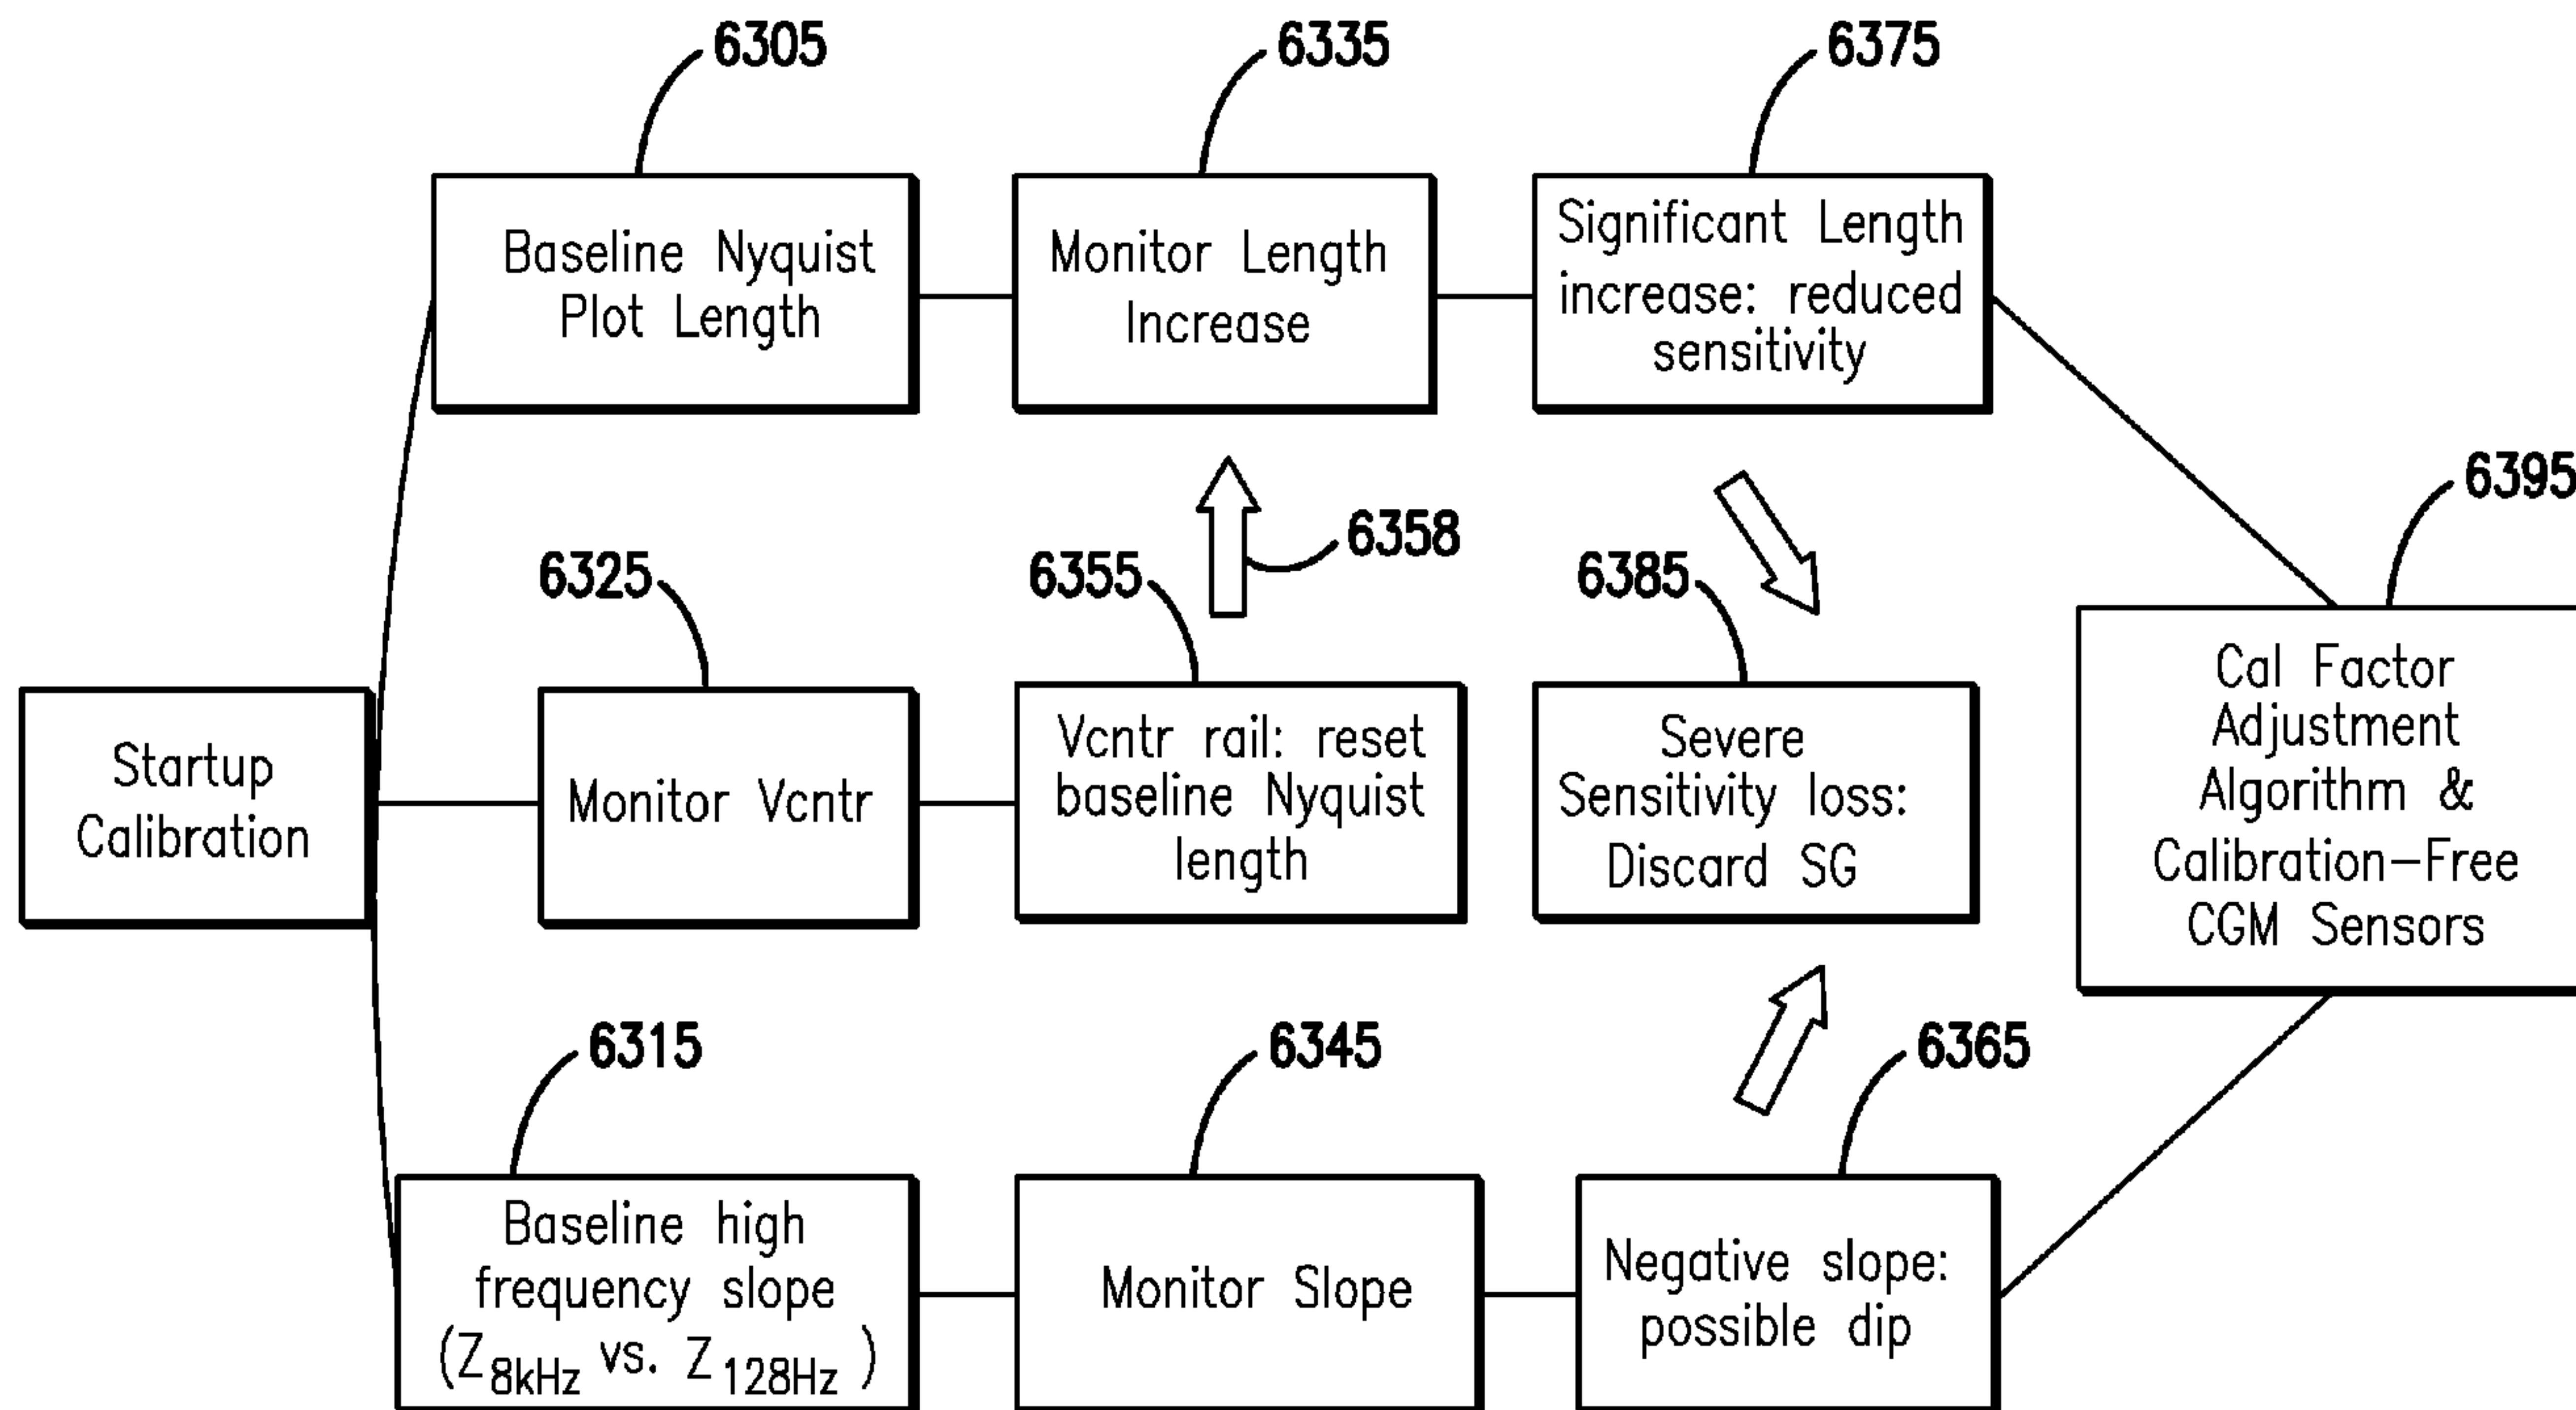 6305
6335
6375
Baseline Nyquist
Plot Length
Monitor Length
Increase
Significant Length
increase: reduced
sensitivity
6395
6358
6325
6355
6385
Startup
Calibration
Monitor Vcntr
Vcntr rail: reset
baseline Nyquist
length
Severe
Sensitivity loss:
Discard SG
Cal Factor
Adjustment
Algorithm &
Calibration-Free
CGM Sensors
6315
6345
6365
Baseline high
frequency slope
(Z8kHz vs. Z128Hz)
Monitor Slope
Negative slope:
possible dip